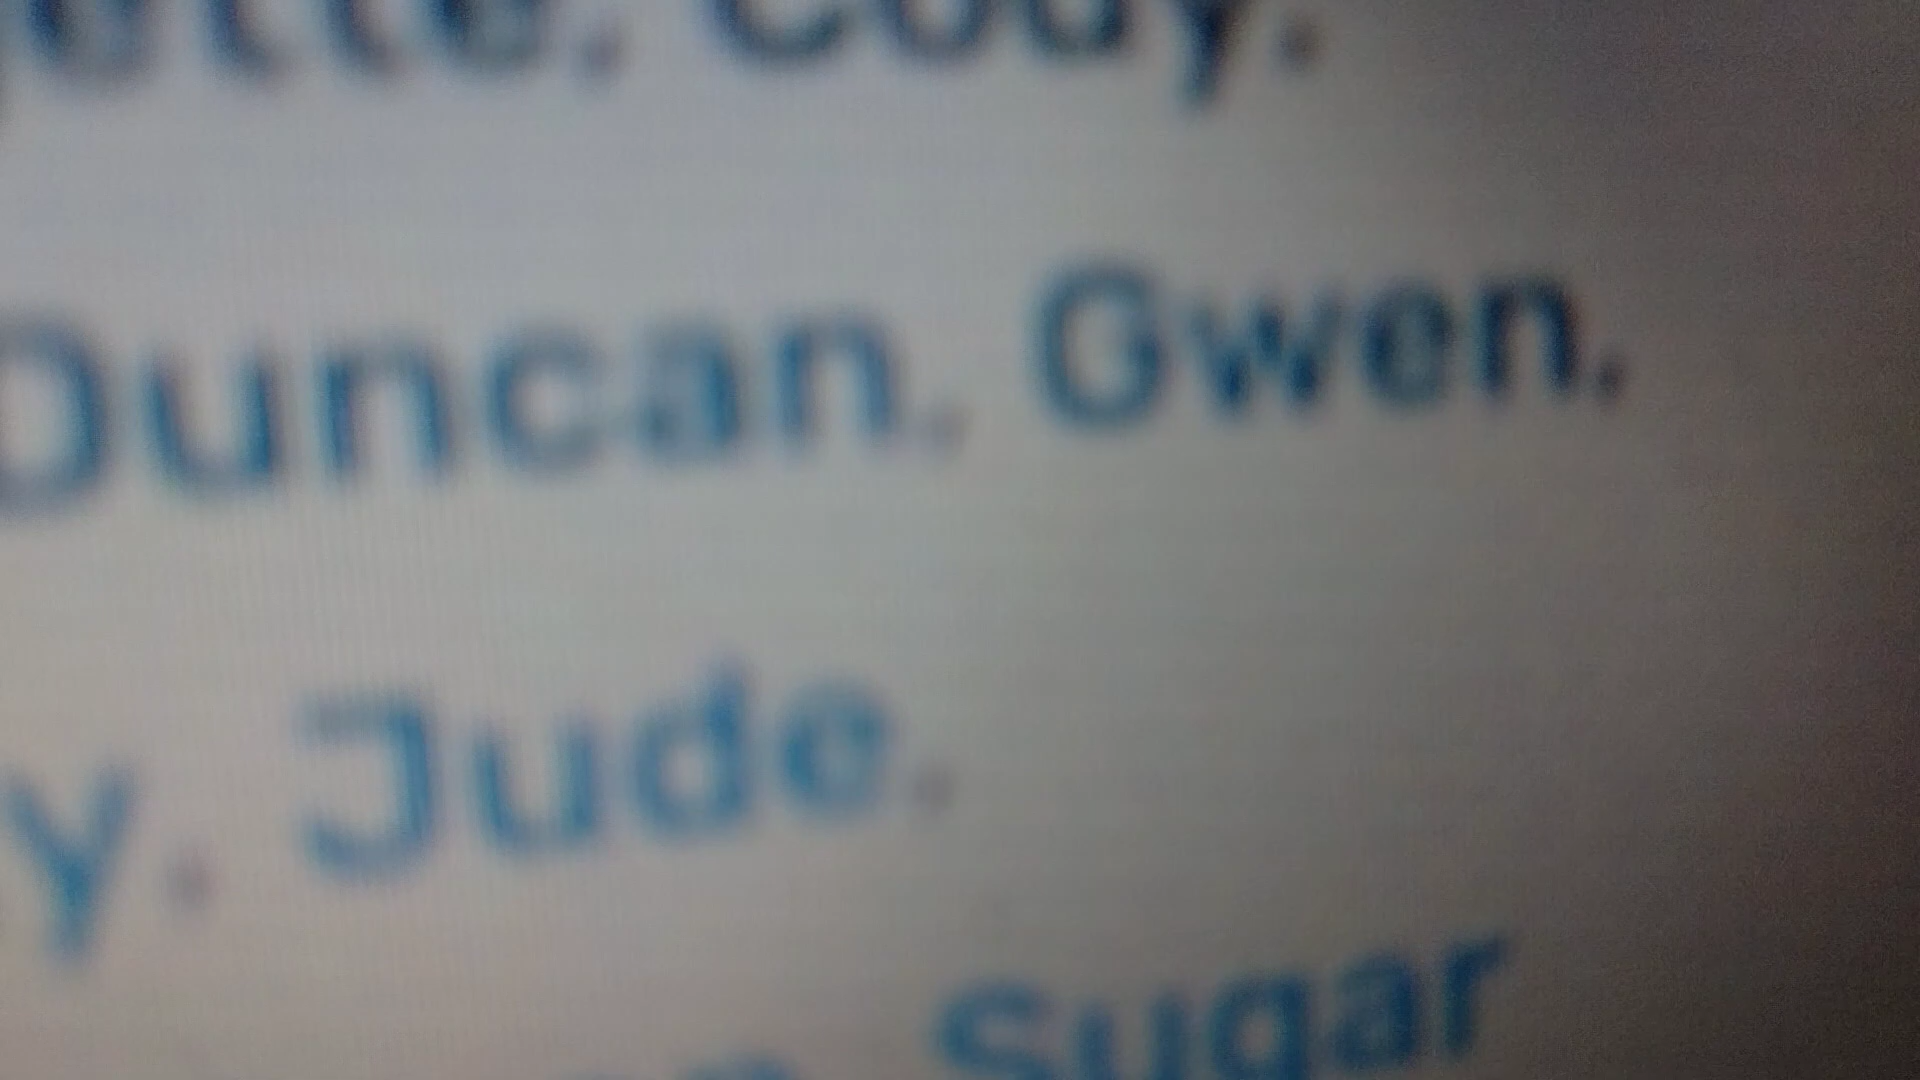 Cody.
Duncan, Gwen,
Jude.
Sugar